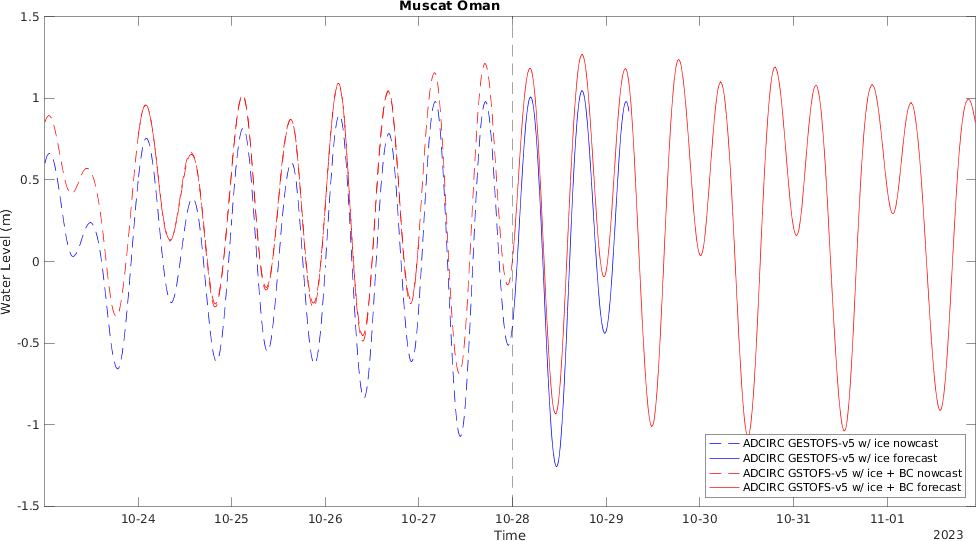 Muscat Oman
1.5
1
0.5
0
-0.5
-1
-1.5
Water Level (m)
10-24 10-25 10-26 10-27 10-28 10-29 10-30 10-31 11-01
Time
2023
ADCIRC GESTOFS-v5 w/ ice nowcast
ADCIRC GESTOFS-v5 w/ ice forecast
ADCIRC GSTOFS-v5 w/ ice + BC nowcast
ADCIRC GSTOFS-v5 w/ ice + BC forecast